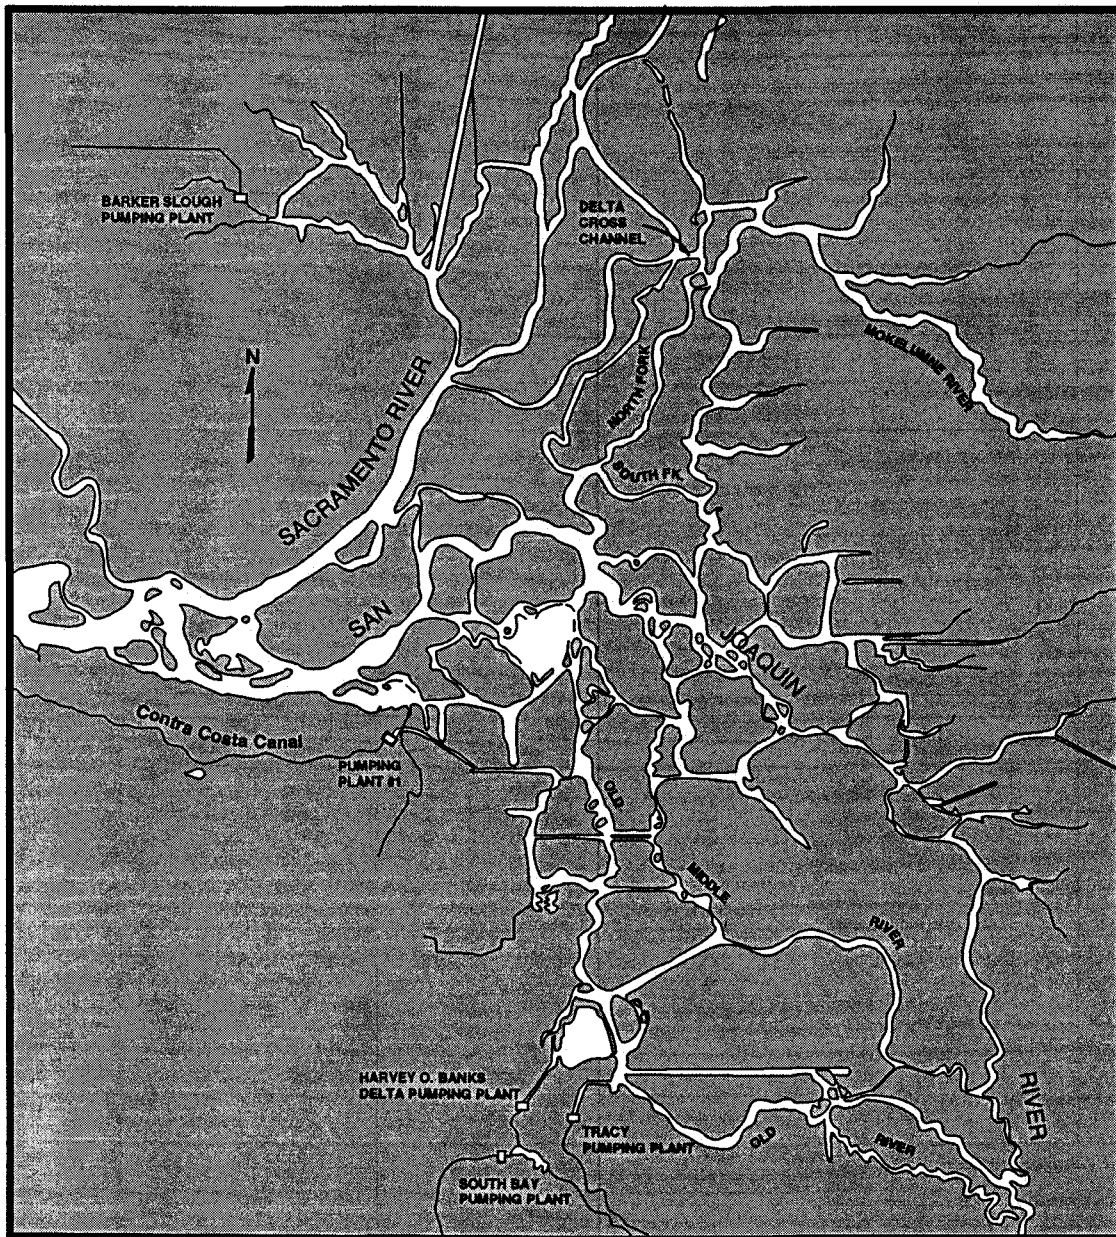 BARKER SLOUGH
PUMPING PLANT
DELTA
CROSS
CHANNEL
N
MOKELUMNE RIVER
SACRAMENTO RIVER
NORTH FORK
SOUTH FK.
SAN
JOAQUIN
Contra Costa Canal
PUMPING
PLANT #1
OLD
MIDDLE
RIVER
HARVEY O. BANKS
DELTA PUMPING PLANT
RIVER
TRACY
PUMPING PLANT
OLD
RIVER
SOUTH BAY
PUMPING PLANT